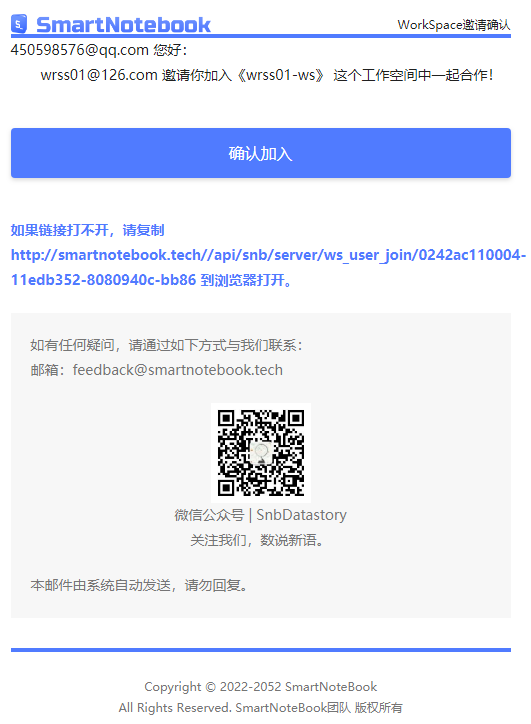 SmartNotebook
WorkSpace邀请确认
450598576@qq.com 您好：
wrss01@126.com 邀请你加入《wrss01-ws》 这个工作空间中一起合作！
确认加入
如果链接打不开，请复制
http://smartnotebook.tech//api/snb/server/ws_user_join/0242ac110004-
11edb352-8080940c-bb86 到浏览器打开。
如有任何疑问，请通过如下方式与我们联系：
邮箱：feedback@smartnotebook.tech
微信公众号 | SnbDatastory
关注我们，数说新语。
本邮件由系统自动发送，请勿回复。
Copyright © 2022-2052 SmartNoteBook
All Rights Reserved. SmartNoteBook团队 版权所有